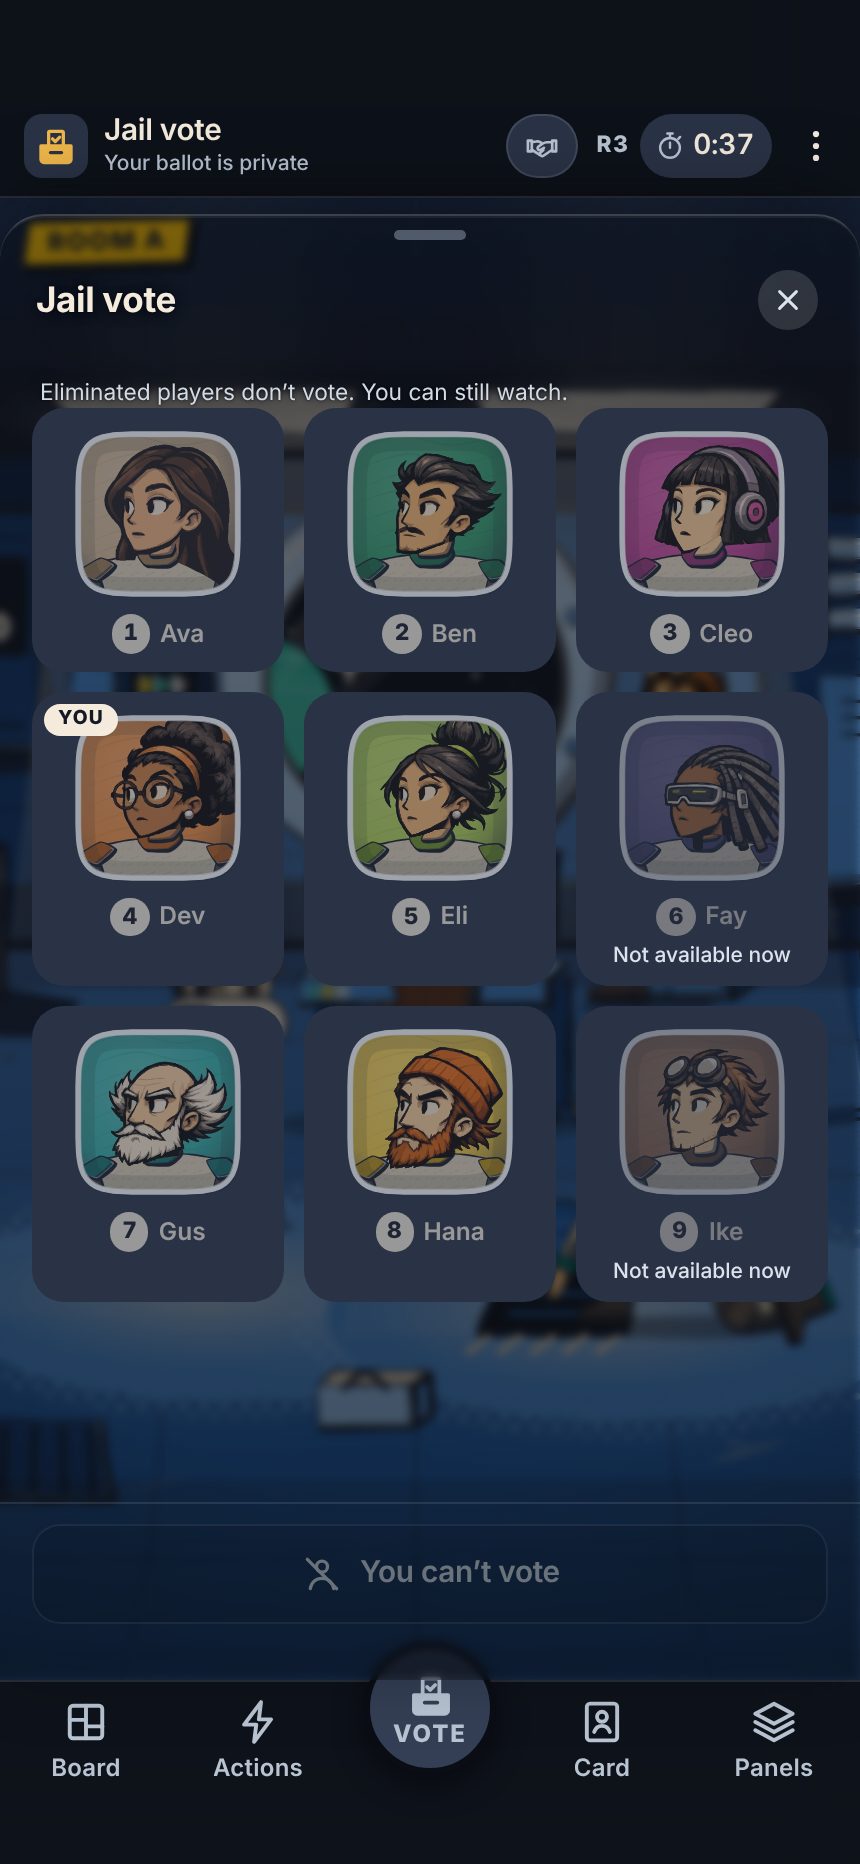 Jail vote
Your ballot is private
R3
0:37
ROOM A
Jail vote
Eliminated players don’t vote. You can still watch.
1 Ava
2 Ben
3 Cleo
YOU
4 Dev
5 Eli
6 Fay
Not available now
7 Gus
8 Hana
9 Ike
Not available now
You can’t vote
VOTE
Board
Actions
Card
Panels